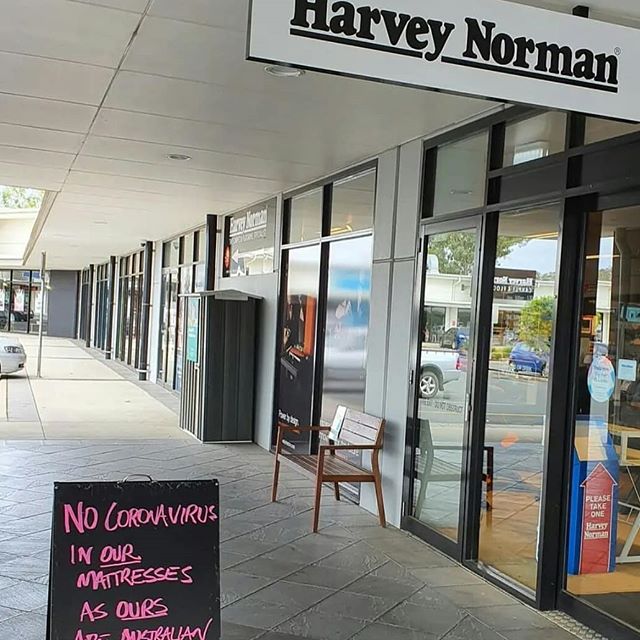 Harvey Norman®
Harvey Norman
NO CORONAVIRUS
IN OUR
MATTRESSES
AS OURS
ARE AUSTRALIAN
PLEASE
TAKE
ONE
Harvey
Norman